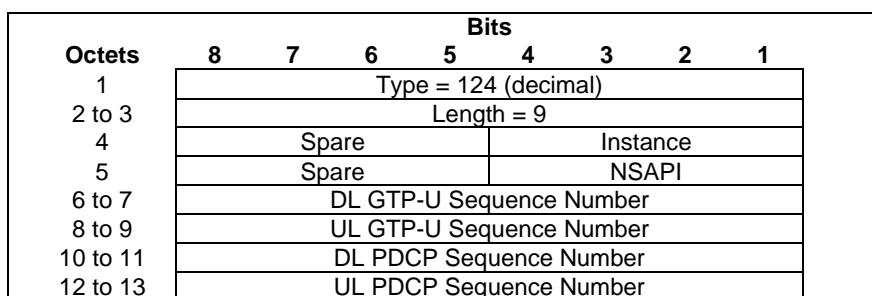 Bits
Octets 8 7 6 5 4 3 2 1
1 Type = 124 (decimal)
2 to 3 Length = 9
4 Spare Instance
5 Spare NSAPI
6 to 7 DL GTP-U Sequence Number
8 to 9 UL GTP-U Sequence Number
10 to 11 DL PDCP Sequence Number
12 to 13 UL PDCP Sequence Number